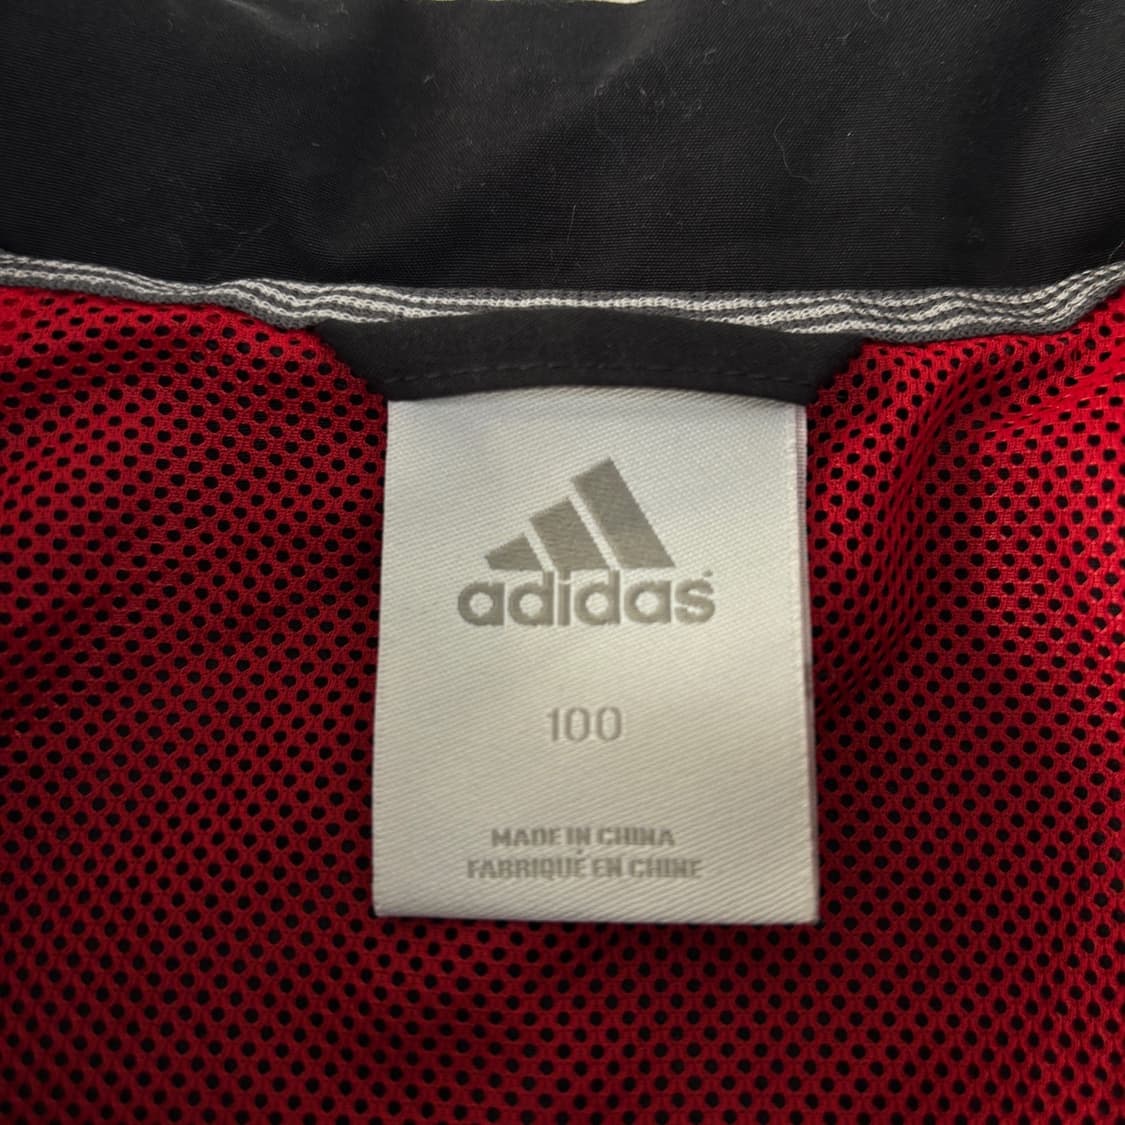 adidas
100
MADE IN CHINA
FABRIQUÉ EN CHINE